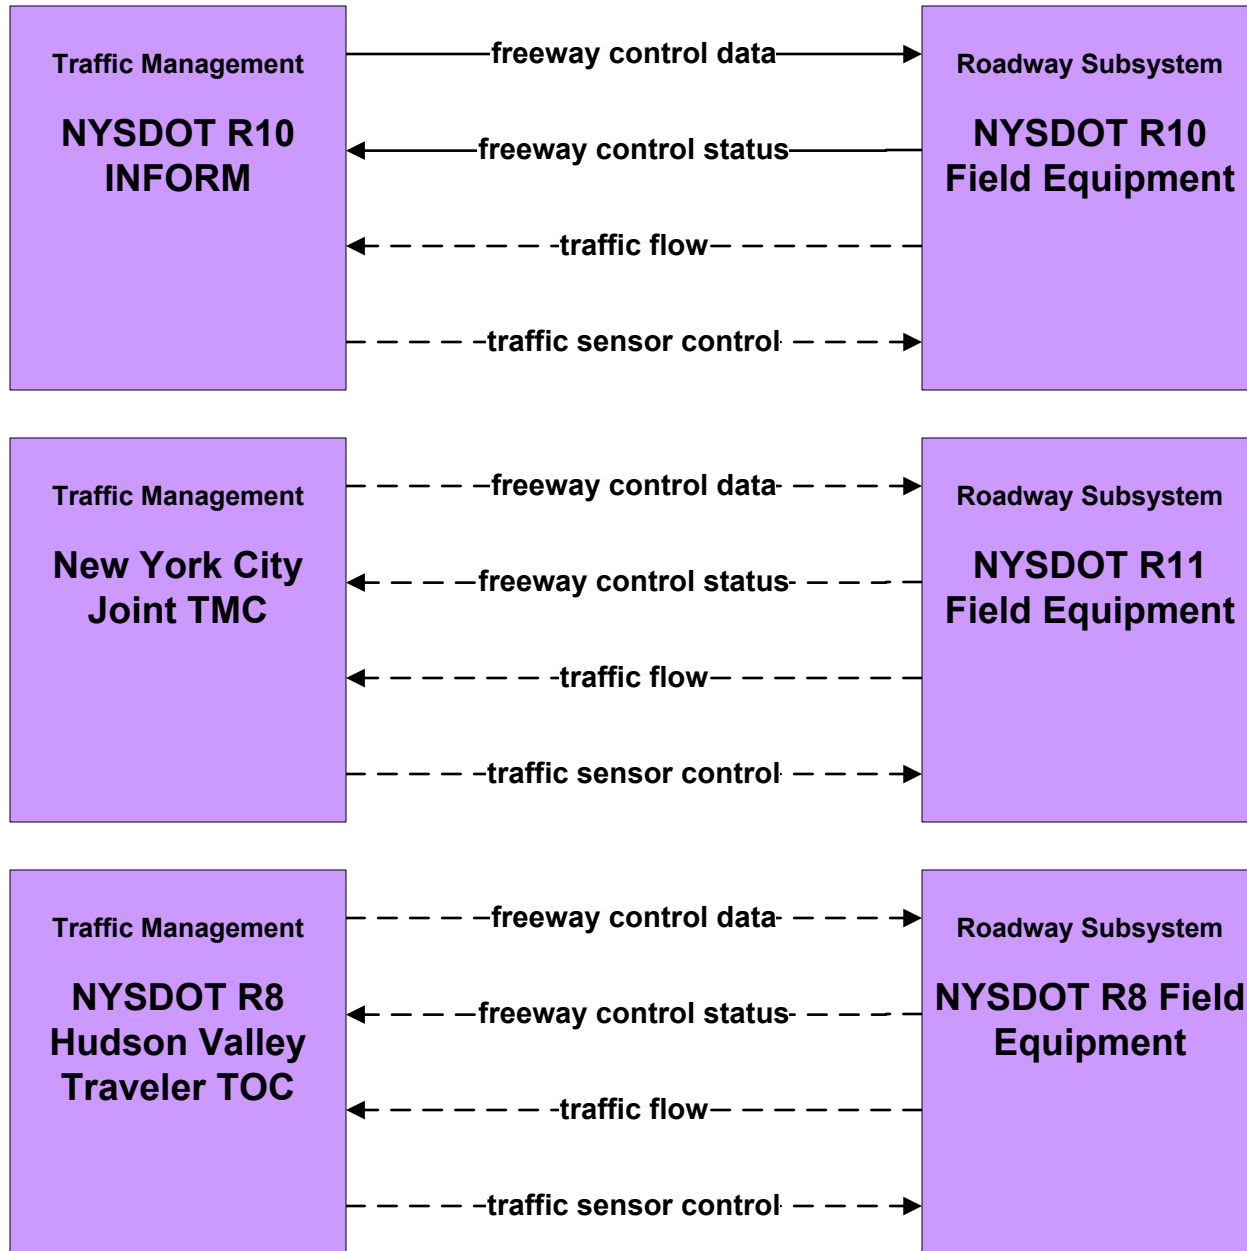 Traffic Management
NYSDOT R10
INFORM
freeway control data
freeway control status
traffic flow
traffic sensor control
Roadway Subsystem
NYSDOT R10
Field Equipment
Traffic Management
New York City
Joint TMC
freeway control data
freeway control status
traffic flow
traffic sensor control
Roadway Subsystem
NYSDOT R11
Field Equipment
Traffic Management
NYSDOT R8
Hudson Valley
Traveler TOC
freeway control data
freeway control status
traffic flow
traffic sensor control
Roadway Subsystem
NYSDOT R8 Field
Equipment